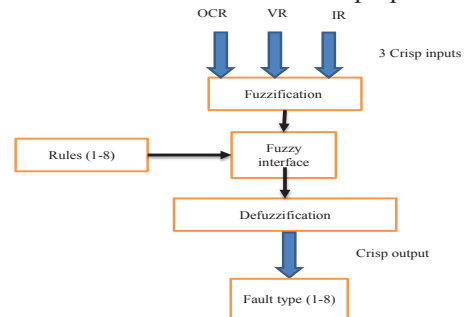 OCR VR IR
3 Crisp inputs
Fuzzification
Rules (1-8)
Fuzzy
interface
Defuzzification
Crisp output
Fault type (1-8)